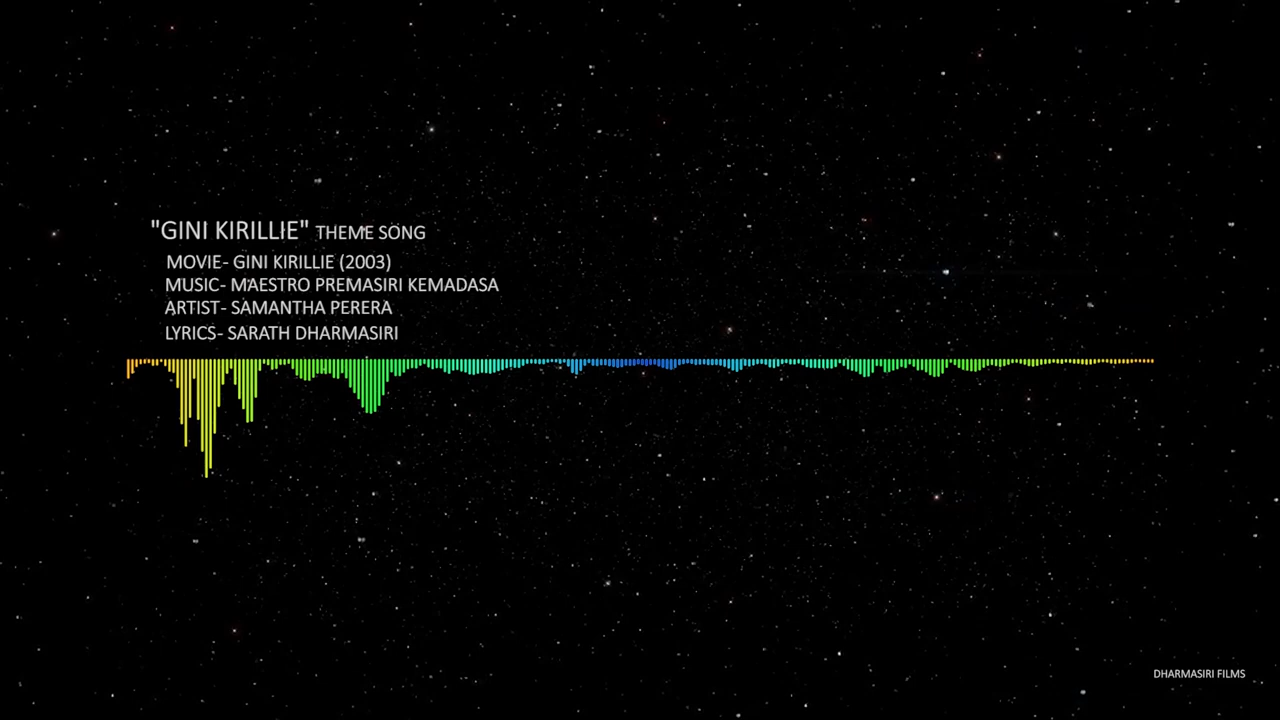 "GINI KIRILLIE" THEME SONG
MOVIE- GINI KIRILLIE (2003)
MUSIC- MAESTRO PREMASIRI KEMADASA
ARTIST- SAMANTHA PERERA
LYRICS- SARATH DHARMASIRI
DHARMASIRI FILMS